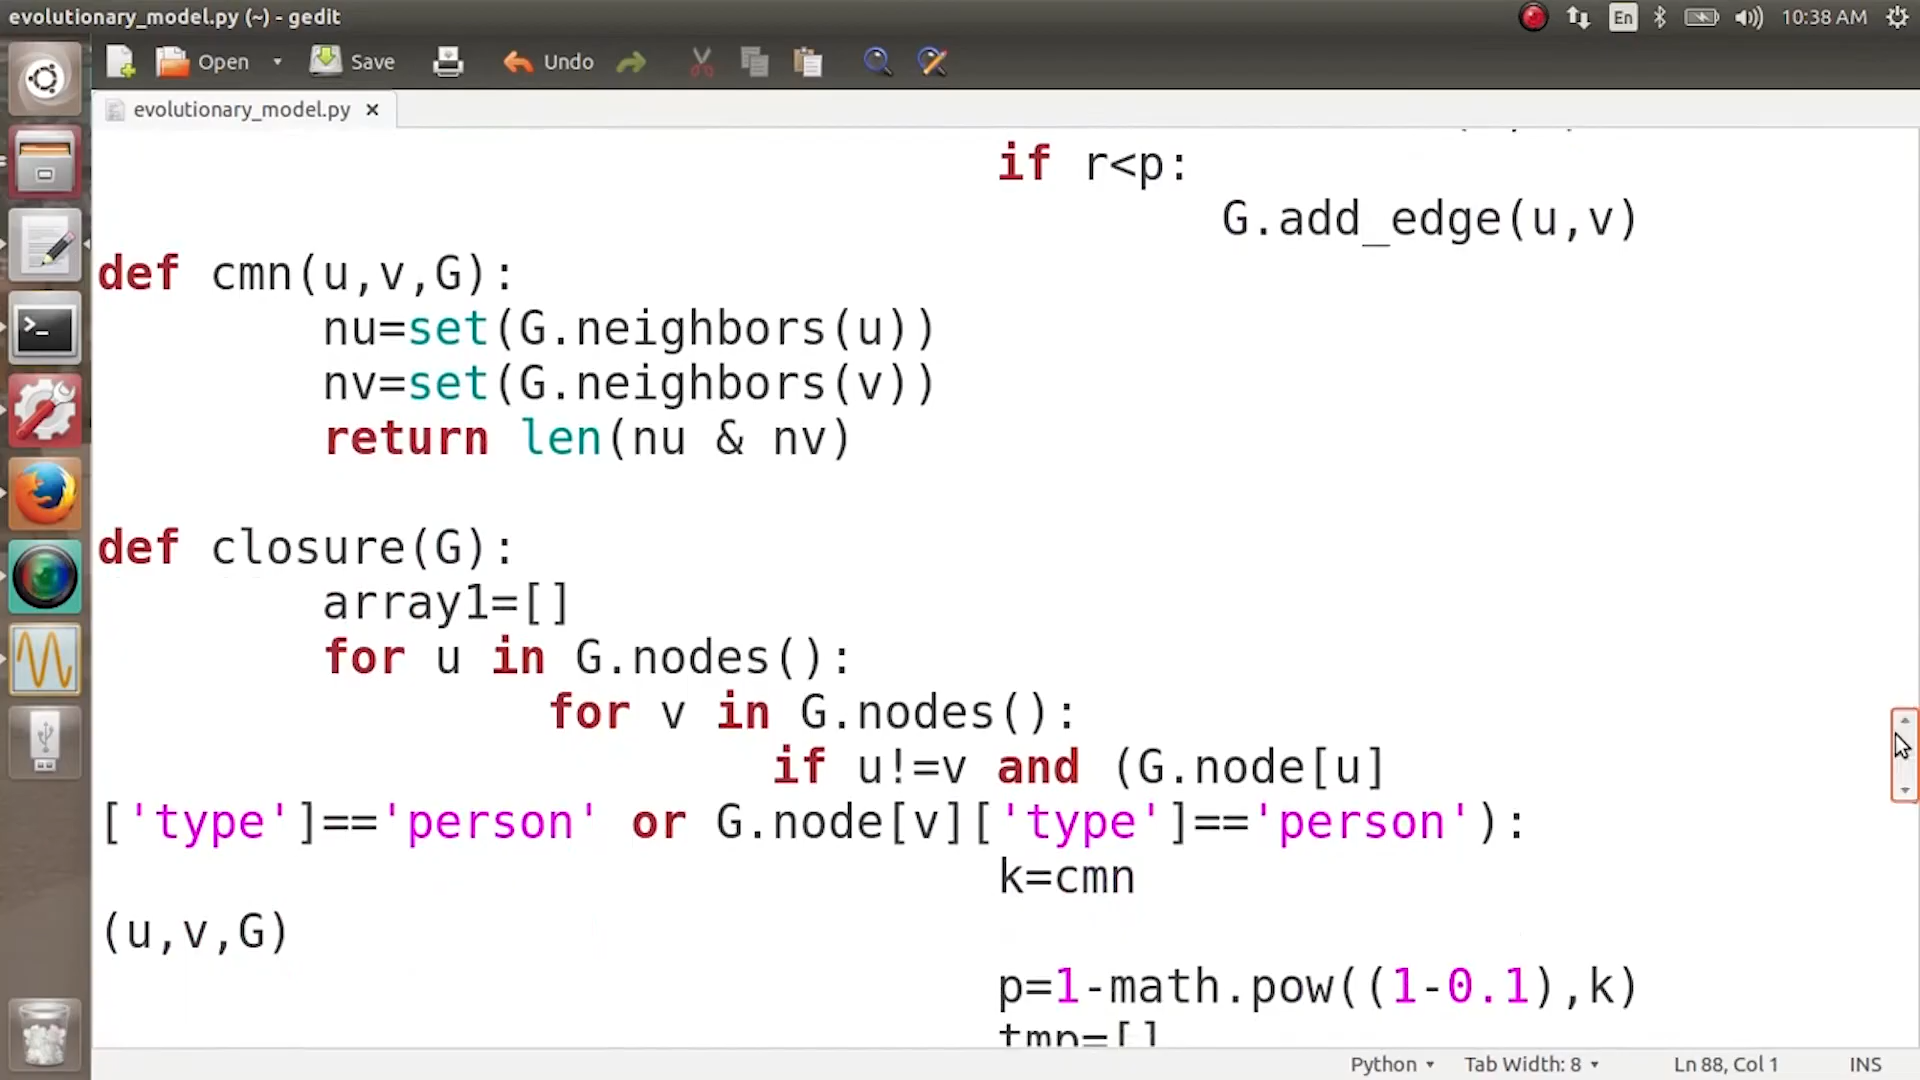 evolutionary_model.py (~) - gedit
En
10:38 AM
Open
Save
Undo
evolutionary_model.py ×
if r<p:
G.add_edge(u,v)
def cmn(u,v,G):
nu=set(G.neighbors(u))
nv=set(G.neighbors(v))
return len(nu & nv)
def closure(G):
array1=[]
for u in G.nodes():
for v in G.nodes():
if u!=v and (G.node[u]
['type']=='person' or G.node[v]['type']=='person'):
k=cmn
(u,v,G)
p=1-math.pow((1-0.1),k)
tmp=[]
Python
Tab Width: 8
Ln 88, Col 1
INS